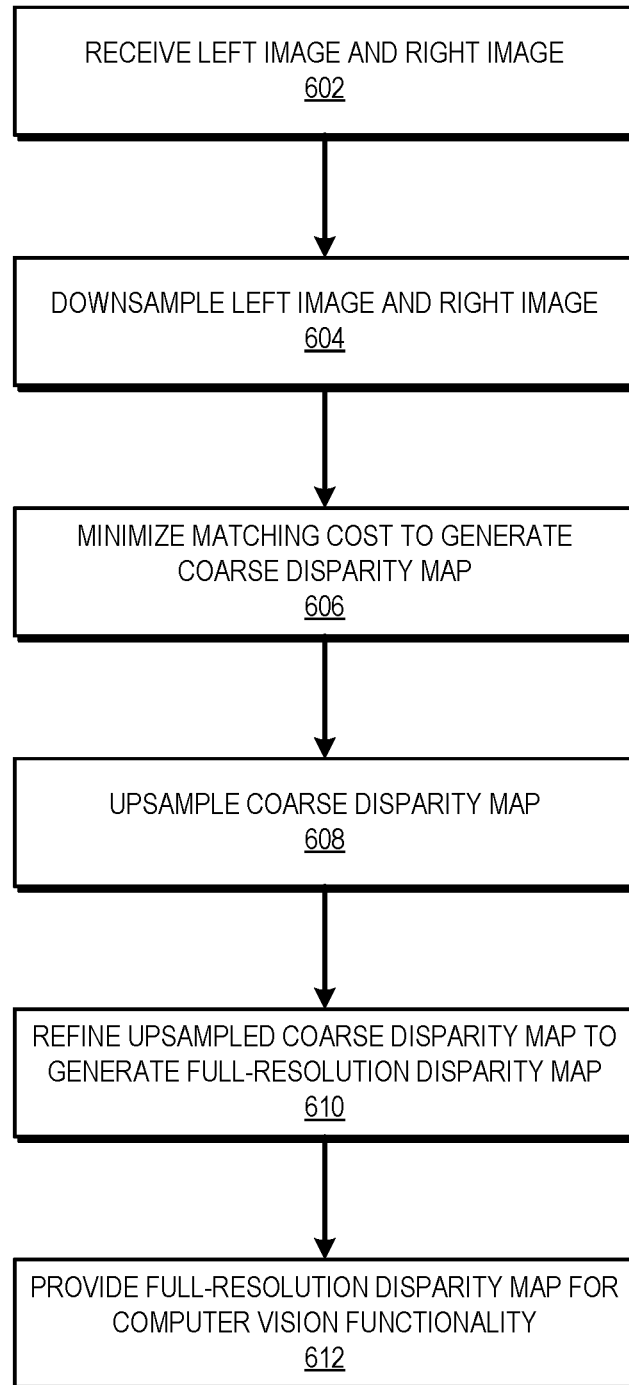 RECEIVE LEFT IMAGE AND RIGHT IMAGE
602
DOWNSAMPLE LEFT IMAGE AND RIGHT IMAGE
604
MINIMIZE MATCHING COST TO GENERATE
COARSE DISPARITY MAP
606
UPSAMPLE COARSE DISPARITY MAP
608
REFINE UPSAMPLED COARSE DISPARITY MAP TO
GENERATE FULL-RESOLUTION DISPARITY MAP
610
PROVIDE FULL-RESOLUTION DISPARITY MAP FOR
COMPUTER VISION FUNCTIONALITY
612